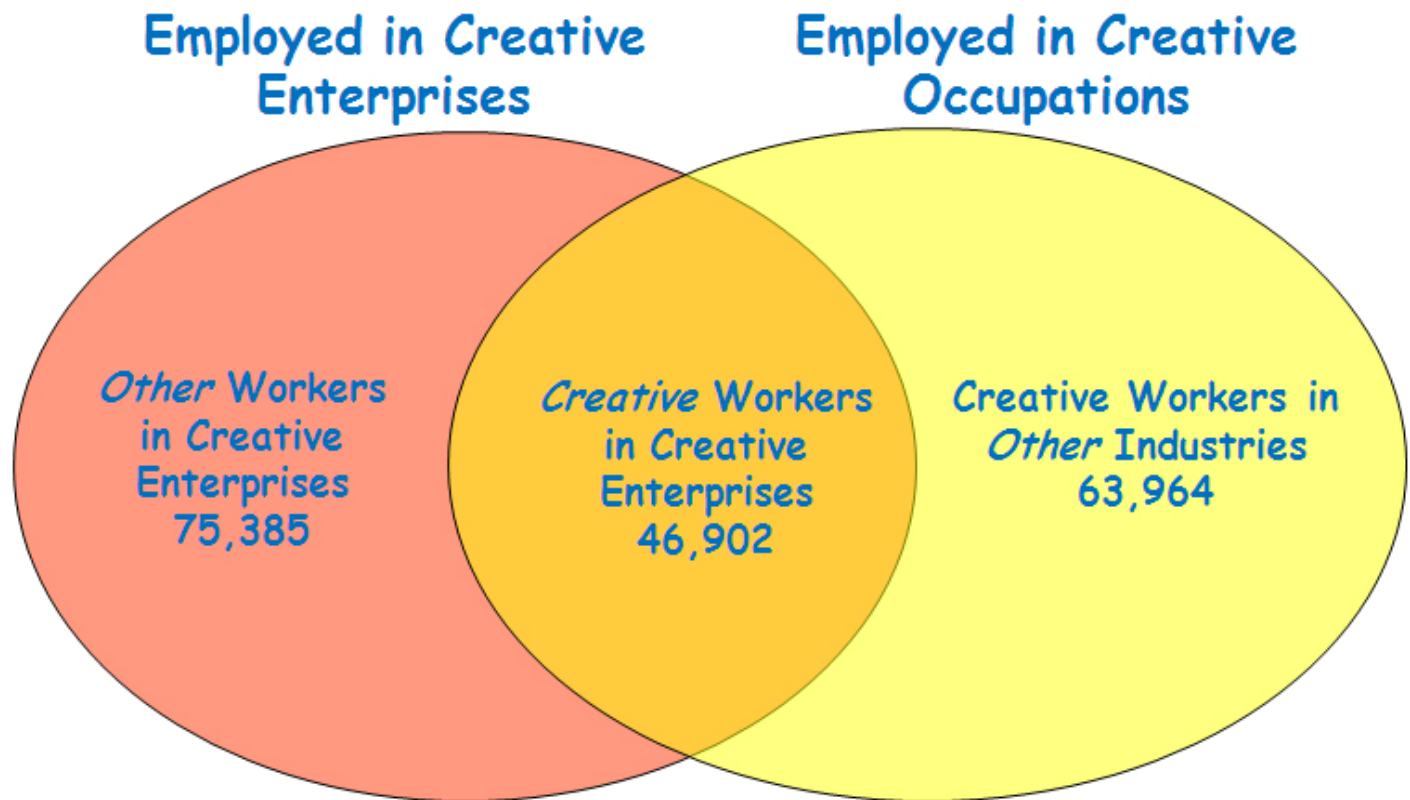 Employed in Creative
Enterprises
Employed in Creative
Occupations
Other Workers
in Creative
Enterprises
75,385
Creative Workers
in Creative
Enterprises
46,902
Creative Workers in
Other Industries
63,964